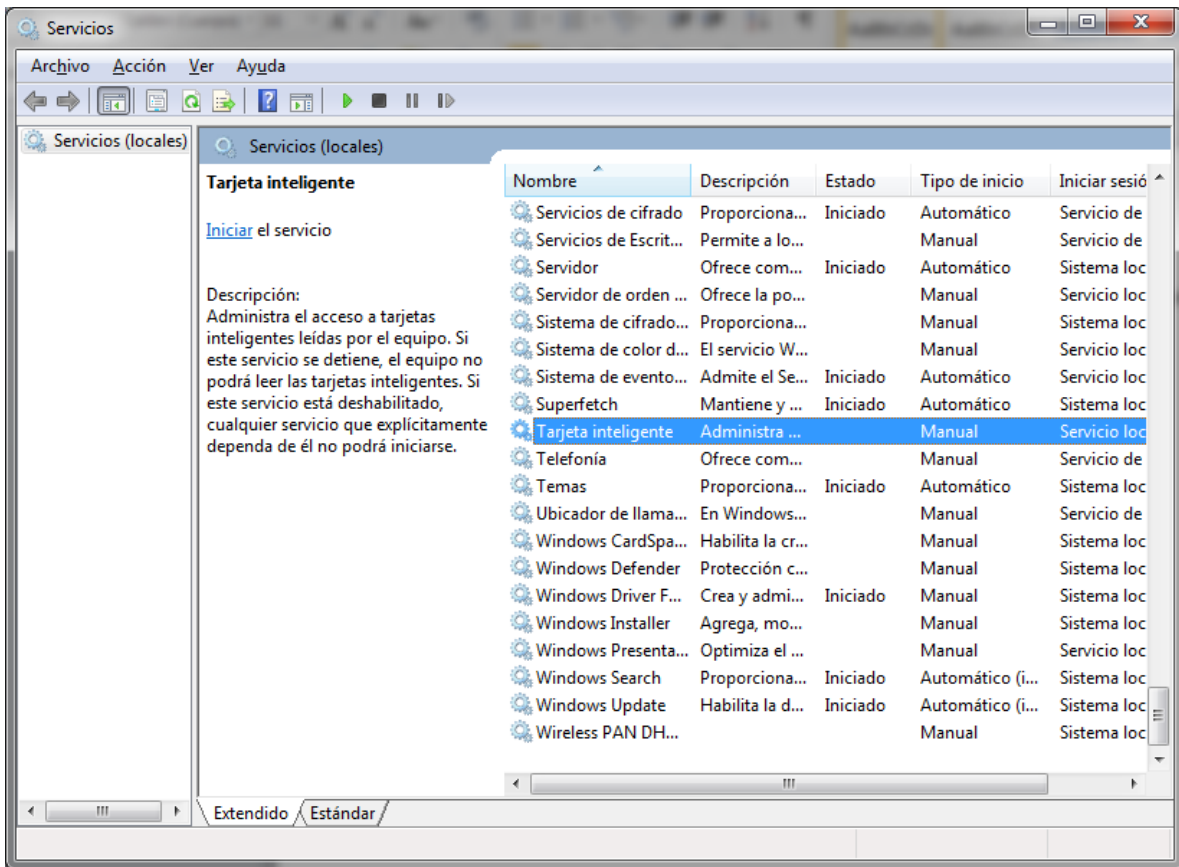 Servicios
Archivo Acción Ver Ayuda
Servicios (locales)
Servicios (locales)
Tarjeta inteligente
Iniciar el servicio
Descripción:
Administra el acceso a tarjetas
inteligentes leídas por el equipo. Si
este servicio se detiene, el equipo no
podrá leer las tarjetas inteligentes. Si
este servicio está deshabilitado,
cualquier servicio que explícitamente
dependa de él no podrá iniciarse.
Nombre Descripción Estado Tipo de inicio Iniciar sesió
Servicios de cifrado Proporciona... Iniciado Automático Servicio de
Servicios de Escrit... Permite a lo... Manual Servicio de
Servidor Ofrece com... Iniciado Automático Sistema loc
Servidor de orden ... Ofrece la po... Manual Servicio loc
Sistema de cifrado... Proporciona... Manual Sistema loc
Sistema de color d... El servicio W... Manual Servicio loc
Sistema de evento... Admite el Se... Iniciado Automático Servicio loc
Superfetch Mantiene y ... Iniciado Automático Sistema loc
Tarjeta inteligente Administra ... Manual Servicio loc
Telefonía Ofrece com... Manual Servicio de
Temas Proporciona... Iniciado Automático Sistema loc
Ubicador de llama... En Windows... Manual Servicio de
Windows CardSpa... Habilita la cr... Manual Sistema loc
Windows Defender Protección c... Manual Sistema loc
Windows Driver F... Crea y admi... Iniciado Manual Sistema loc
Windows Installer Agrega, mo... Manual Sistema loc
Windows Presenta... Optimiza el ... Manual Servicio loc
Windows Search Proporciona... Iniciado Automático (i... Sistema loc
Windows Update Habilita la d... Iniciado Automático (i... Sistema loc
Wireless PAN DH... Manual Sistema loc
Extendido Estándar